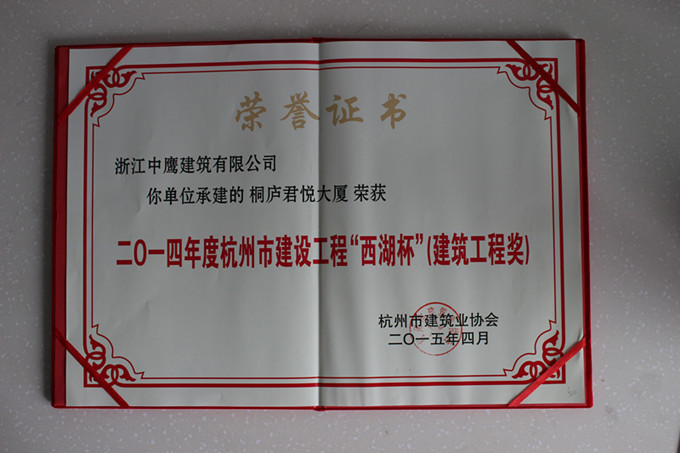 荣誉证书
浙江中鹰建筑有限公司
你单位承建的 桐庐君悦大厦 荣获
二〇一四年度杭州市建设工程“西湖杯”(建筑工程奖)
杭州市建筑业协会
二〇一五年四月